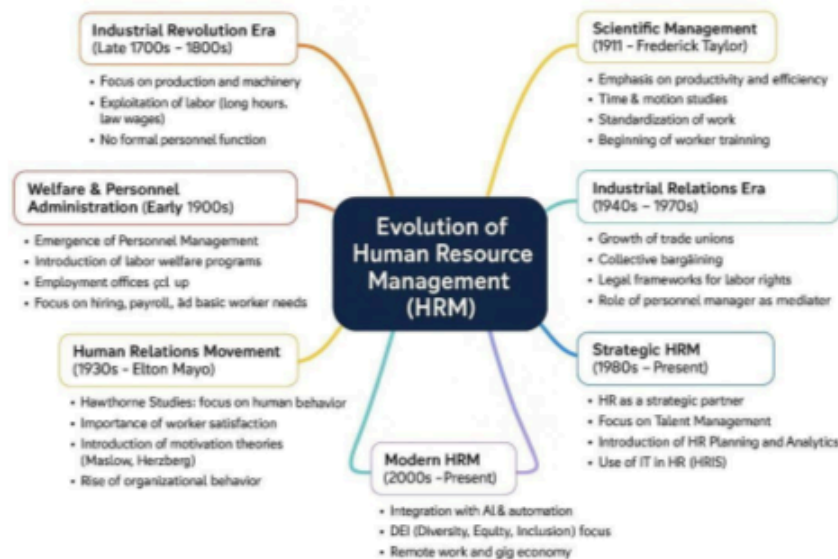 Industrial Revolution Era
(Late 1700s – 1800s)
• Focus on production and machinery
• Exploitation of labor (long hours.
law wages)
• No formal personnel function
Welfare & Personnel
Administration (Early 1900s)
• Emergence of Personnel Management
• Introduction of labor welfare programs
• Employment offices çcl up
• Focus on hiring, payroll, ăd basic worker needs
Human Relations Movement
(1930s - Elton Mayo)
• Hawthorne Studies: focus on human behavior
• Importance of worker satisfaction
• Introduction of motivation theories
(Maslow, Herzberg)
• Rise of organizational behavior
Evolution of
Human Resource
Management
(HRM)
Modern HRM
(2000s –Present)
• Integration with AI & automation
• DEI (Diversity, Equity, Inclusion) focus
• Remote work and gig economy
Scientific Management
(1911 – Frederick Taylor)
• Emphasis on productivity and efficiency
• Time & motion studies
• Standardization of work
• Beginning of worker trainning
Industrial Relations Era
(1940s – 1970s)
• Growth of trade unions
• Collective bargăining
• Legal frameworks for labor rights
• Role of personnel manager as mediater
Strategic HRM
(1980s – Present)
• HR as a strategic partner
• Focus on Talent Management
• Introduction of HR Planning and Analytics
• Use of IT in HR (HRIS)